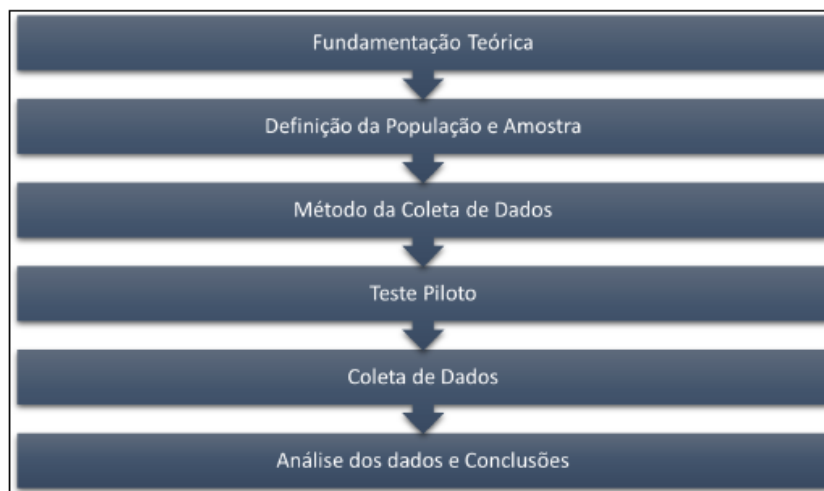 Fundamentação Teórica
Definição da População e Amostra
Método da Coleta de Dados
Teste Piloto
Coleta de Dados
Análise dos dados e Conclusões